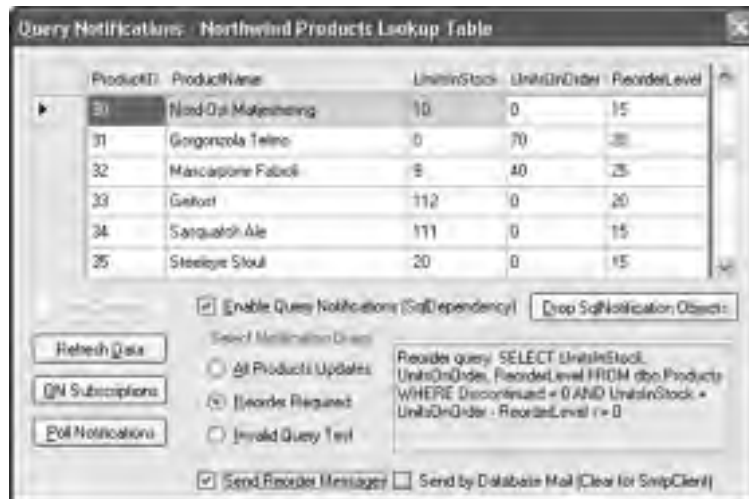 Query Notifications - Northwind Products Lookup Table
ProductID ProductName UnitsInStock UnitsOnOrder ReorderLevel
30 Nord-Ost Matjeshering 10 0 15
31 Gorgonzola Telino 0 70 20
32 Mascarpone Fabioli 9 40 25
33 Geitost 112 0 20
34 Sasquatch Ale 111 0 15
35 Steeleye Stout 20 0 15
Enable Query Notifications (SqlDependency) Drop SqlNotification Objects
Refresh Data
QN Subscriptions
Poll Notifications
Select Notification Query
All Products Updates
Reorder Required
Invalid Query Test
Reorder query: SELECT UnitsInStock,
UnitsOnOrder, ReorderLevel FROM dbo.Products
WHERE Discontinued = 0 AND UnitsInStock +
UnitsOnOrder - ReorderLevel <= 0
Send Reorder Messages Send by Database Mail (Clear for SmtpClient)